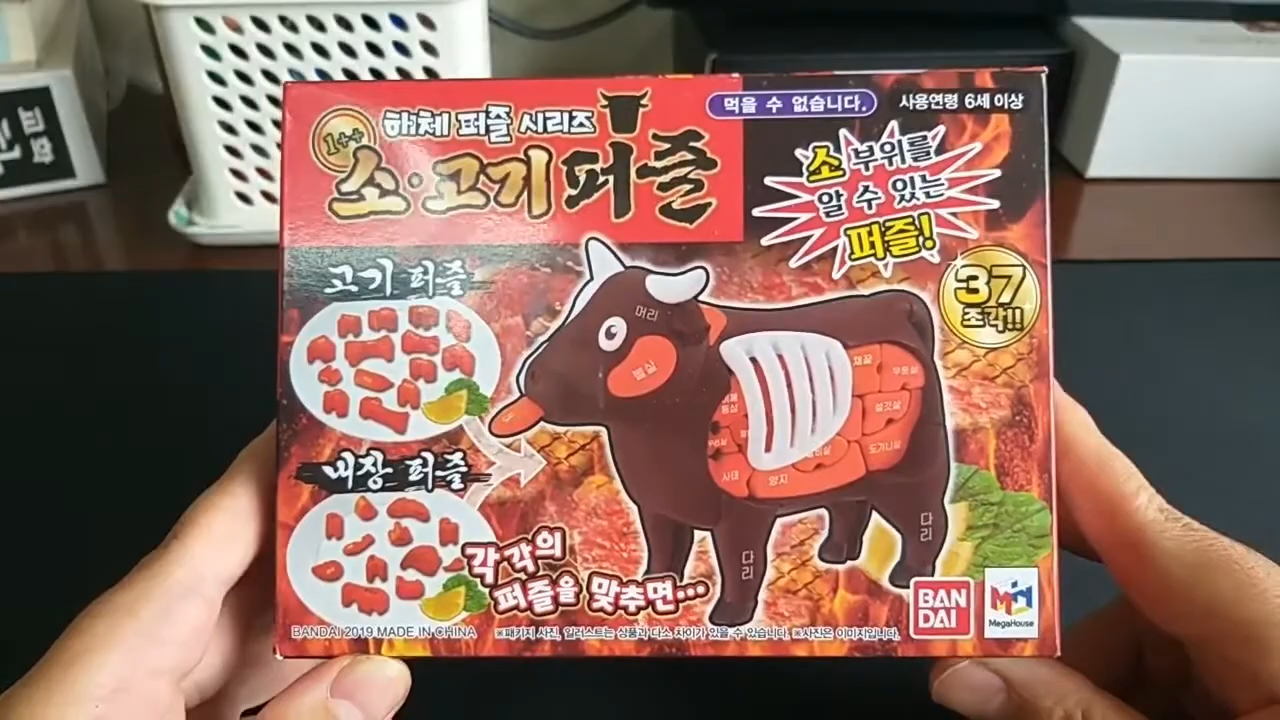 먹을 수 없습니다.
사용연령 6세 이상
1++
해체 퍼즐 시리즈
소·고기퍼즐
소 부위를
알 수 있는
퍼즐!
37
조각!!
고기 퍼즐
내장 퍼즐
머리
볼살
채끝
우둔살
설깃살
도가니살
사태
양지
다리
다리
각각의
퍼즐을 맞추면...
BAN
DAI
MegaHouse
BANDAI 2019 MADE IN CHINA
※패키지 사진, 일러스트는 상품과 다소 차이가 있을 수 있습니다. ※사진은 이미지입니다.